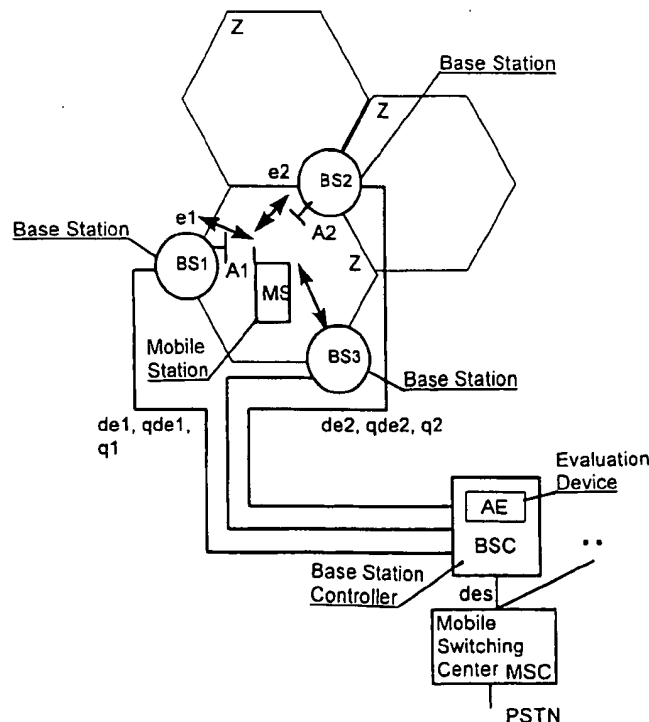 Z
Base Station
Z
e2
BS2
e1
A2
Base Station
BS1
A1
Z
MS
Mobile
Station
BS3
Base Station
de1, qde1,
q1
de2, qde2, q2
Evaluation
Device
AE
BSC
..
Base Station
Controller
des
Mobile
Switching
Center MSC
PSTN